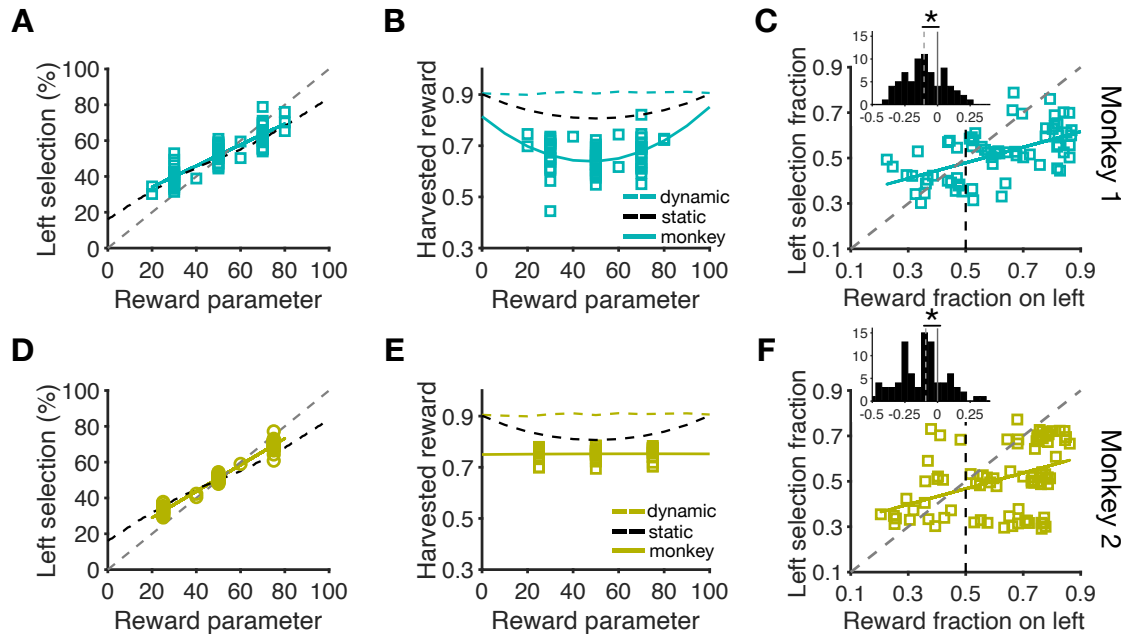 A
Left selection (%)
100
80
60
40
20
0
0 20 40 60 80 100
Reward parameter
B
Harvested reward
0.9
0.7
0.5
0.3
0 20 40 60 80 100
Reward parameter
dynamic
static
monkey
C
Left selection fraction
0.9
0.7
0.5
0.3
0.1
0.1 0.3 0.5 0.7 0.9
Reward fraction on left
*
15
10
5
0
-0.5 -0.25 0 0.25
Monkey 1
D
Left selection (%)
100
80
60
40
20
0
0 20 40 60 80 100
Reward parameter
E
Harvested reward
0.9
0.7
0.5
0.3
0 20 40 60 80 100
Reward parameter
dynamic
static
monkey
F
Left selection fraction
0.9
0.7
0.5
0.3
0.1
0.1 0.3 0.5 0.7 0.9
Reward fraction on left
*
15
10
5
0
-0.5 -0.25 0 0.25
Monkey 2